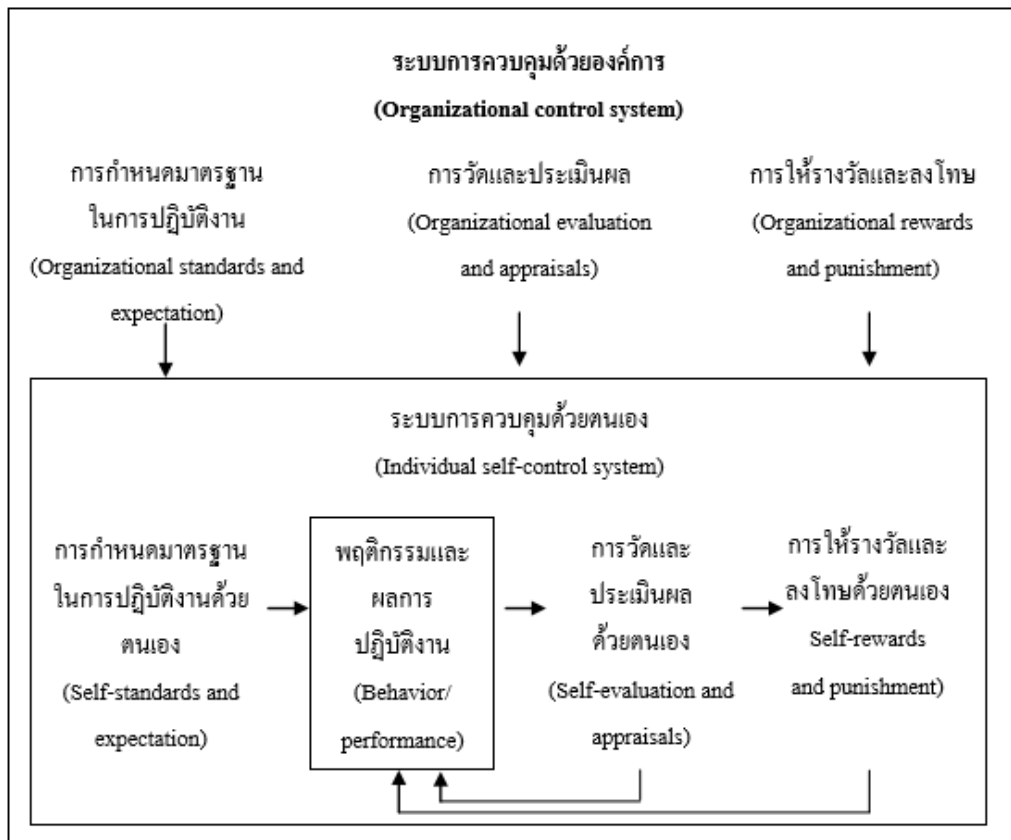 ระบบการควบคุมด้วยองค์การ
(Organizational control system)
การกำหนดมาตรฐาน
ในการปฏิบัติงาน
(Organizational standards and
expectation)
การวัดและประเมินผล
(Organizational evaluation
and appraisals)
การให้รางวัลและลงโทษ
(Organizational rewards
and punishment)
ระบบการควบคุมด้วยตนเอง
(Individual self-control system)
การกำหนดมาตรฐาน
ในการปฏิบัติงานด้วย
ตนเอง
(Self-standards and
expectation)
พฤติกรรมและ
ผลการ
ปฏิบัติงาน
(Behavior/
performance)
การวัดและ
ประเมินผล
ด้วยตนเอง
(Self-evaluation and
appraisals)
การให้รางวัลและ
ลงโทษด้วยตนเอง
Self-rewards
and punishment)